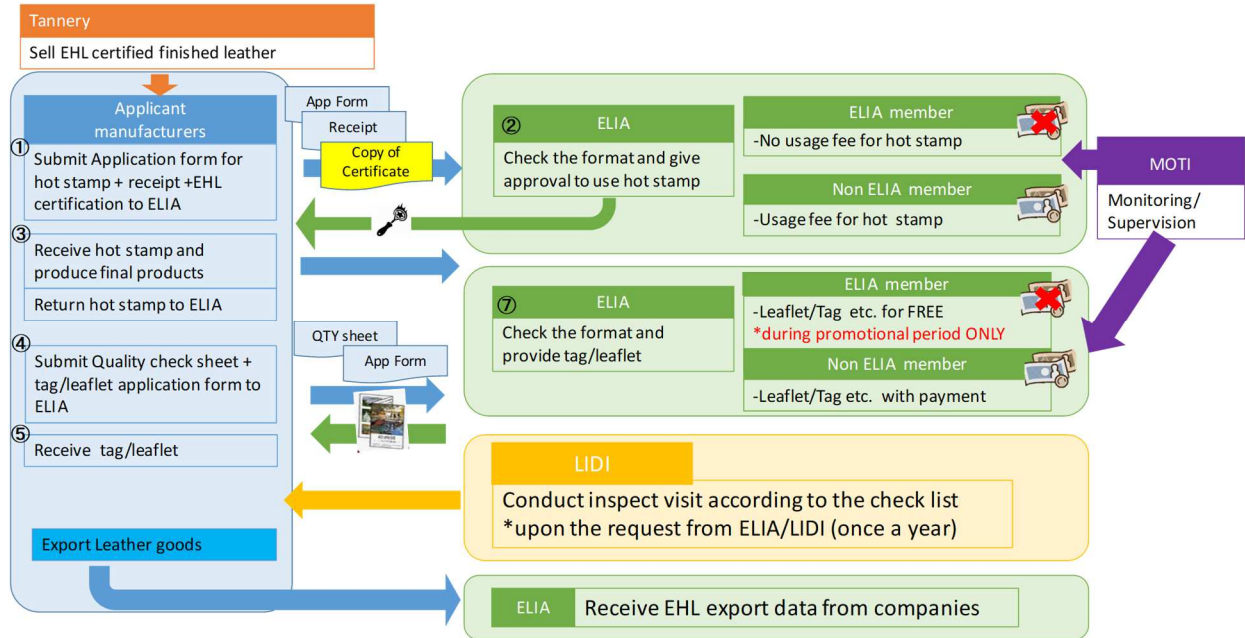 Tannery
Sell EHL certified finished leather
Applicant
manufacturers
①
Submit Application form for
hot stamp + receipt +EHL
certification to ELIA
③
Receive hot stamp and
produce final products
Return hot stamp to ELIA
④
Submit Quality check sheet +
tag/leaflet application form to
ELIA
⑤
Receive tag/leaflet
Export Leather goods
App Form
Receipt
Copy of
Certificate
QTY sheet
App Form
②
ELIA
Check the format and give
approval to use hot stamp
ELIA member
-No usage fee for hot stamp
Non ELIA member
-Usage fee for hot stamp
⑦
ELIA
Check the format and
provide tag/leaflet
ELIA member
-Leaflet/Tag etc. for FREE
*during promotional period ONLY
Non ELIA member
-Leaflet/Tag etc. with payment
MOTI
Monitoring/
Supervision
LIDI
Conduct inspect visit according to the check list
*upon the request from ELIA/LIDI (once a year)
ELIA
Receive EHL export data from companies